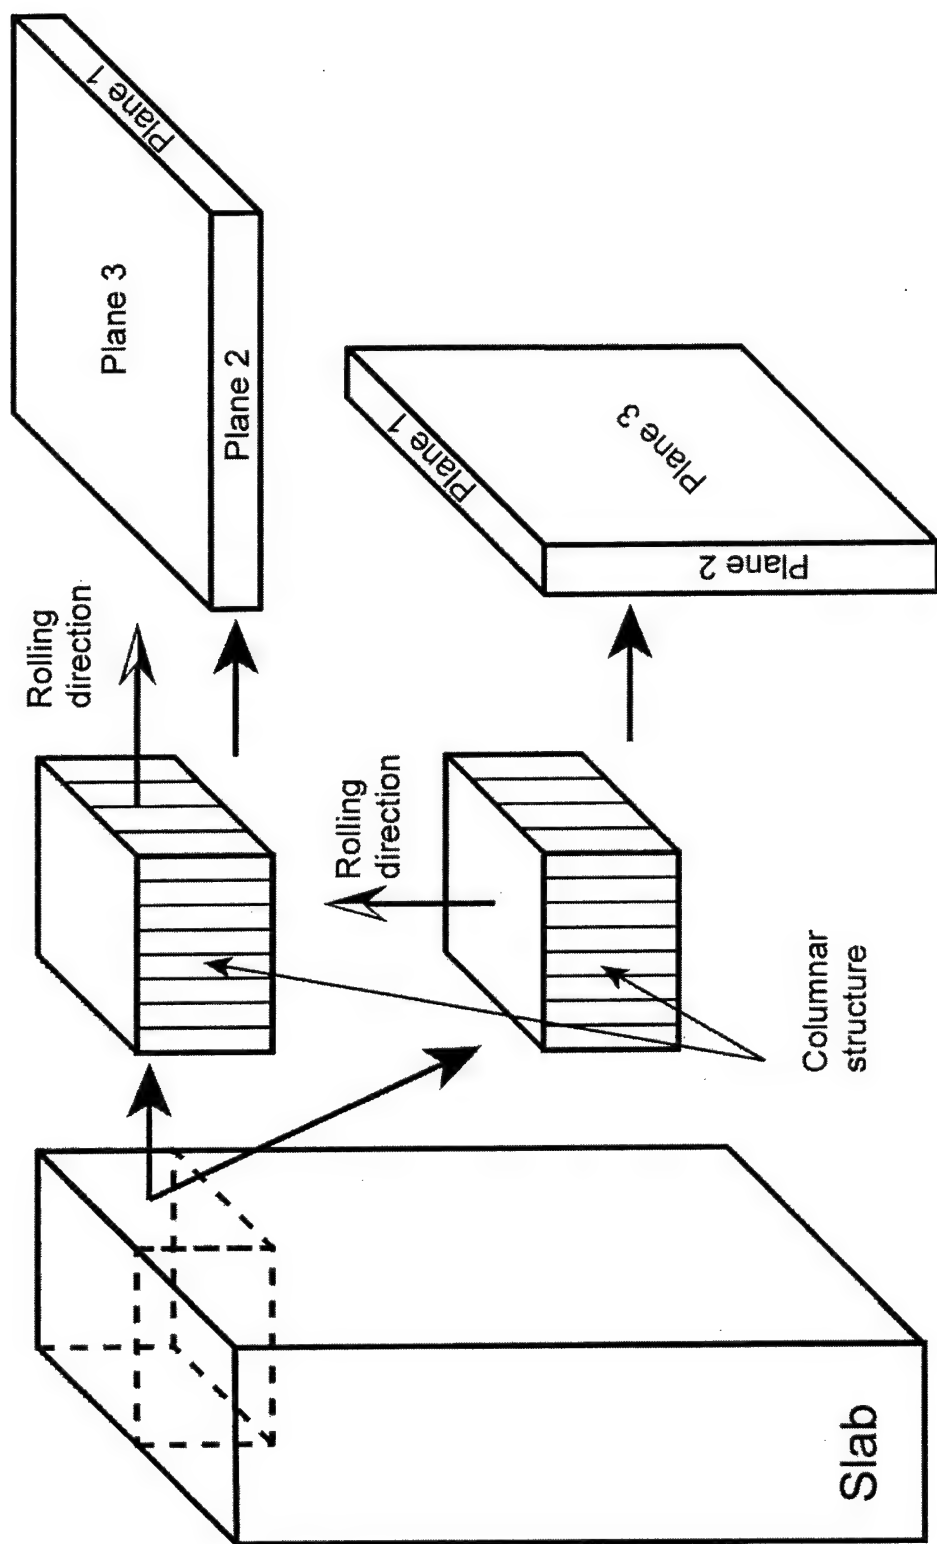 Rolling
direction
Plane 3
Plane 1
Plane 2
Rolling
direction
Plane 1
Plane 3
Plane 2
Columnar
structure
Slab